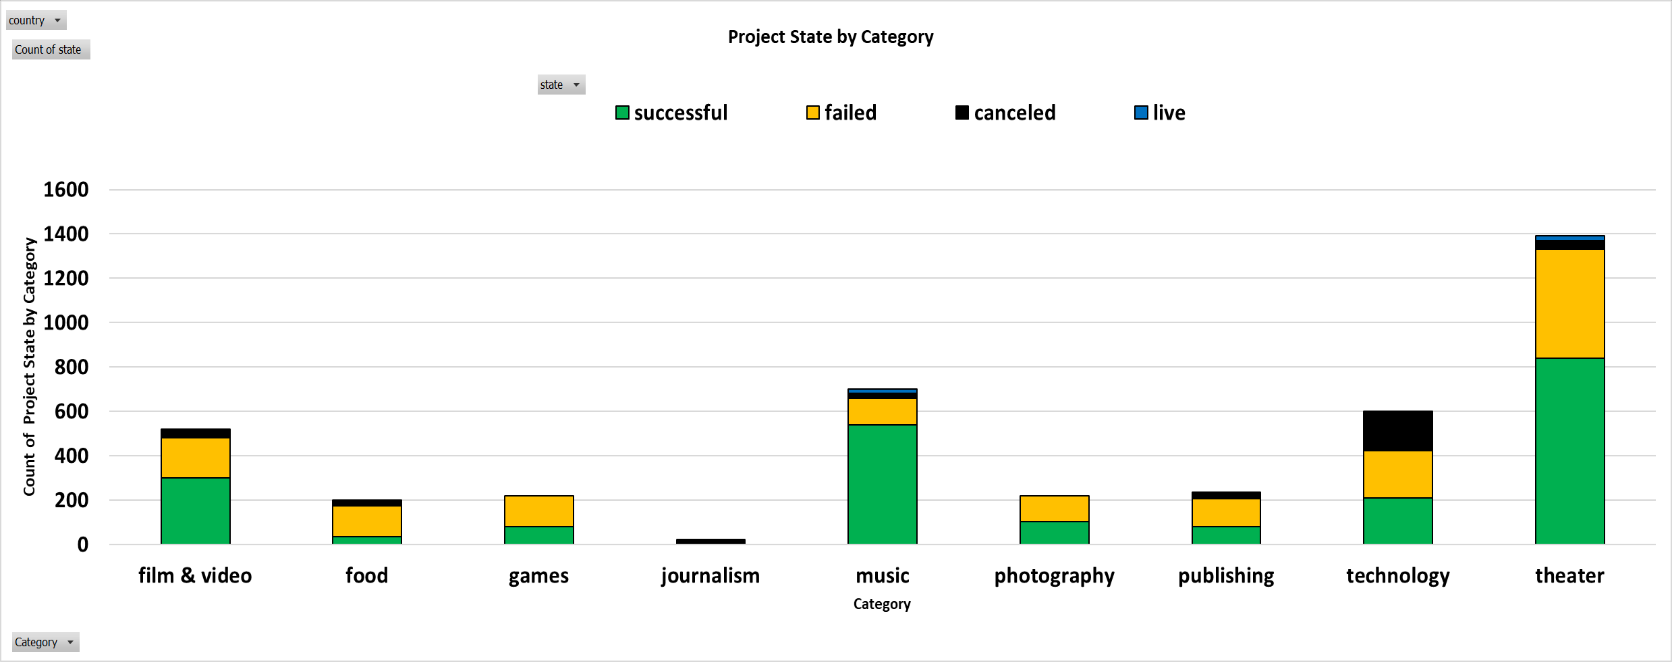 country
Count of state
Project State by Category
state
successful failed canceled live
1600
1400
1200
1000
800
600
400
200
0
Count of Project State by Category
film & video food games journalism music photography publishing technology theater
Category
Category